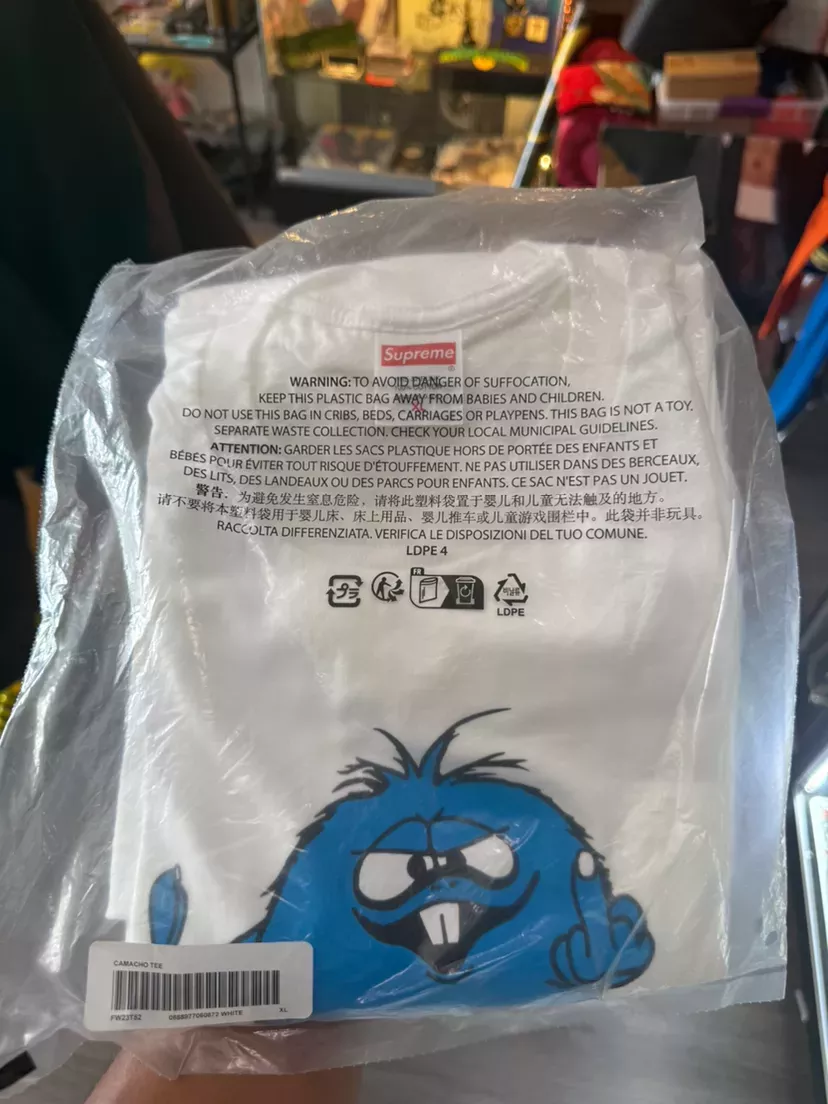 Supreme
®
WARNING: TO AVOID DANGER OF SUFFOCATION,
KEEP THIS PLASTIC BAG AWAY FROM BABIES AND CHILDREN.
DO NOT USE THIS BAG IN CRIBS, BEDS, CARRIAGES OR PLAYPENS. THIS BAG IS NOT A TOY.
SEPARATE WASTE COLLECTION. CHECK YOUR LOCAL MUNICIPAL GUIDELINES.
ATTENTION: GARDER LES SACS PLASTIQUE HORS DE PORTÉE DES ENFANTS ET
BÉBÉS POUR ÉVITER TOUT RISQUE D'ÉTOUFFEMENT. NE PAS UTILISER DANS DES BERCEAUX,
DES LITS, DES LANDEAUX OU DES PARCS POUR ENFANTS. CE SAC N'EST PAS UN JOUET.
警告. 为避免发生窒息危险，请将此塑料袋置于婴儿和儿童无法触及的地方。
请不要将本塑料袋用于婴儿床、床上用品、婴儿推车或儿童游戏围栏中。此袋并非玩具。
RACCOLTA DIFFERENZIATA. VERIFICA LE DISPOSIZIONI DEL TUO COMUNE.
LDPE 4
プラ
FR
비닐류
LDPE
CAMACHO TEE
FW23T52
WHITE
XL